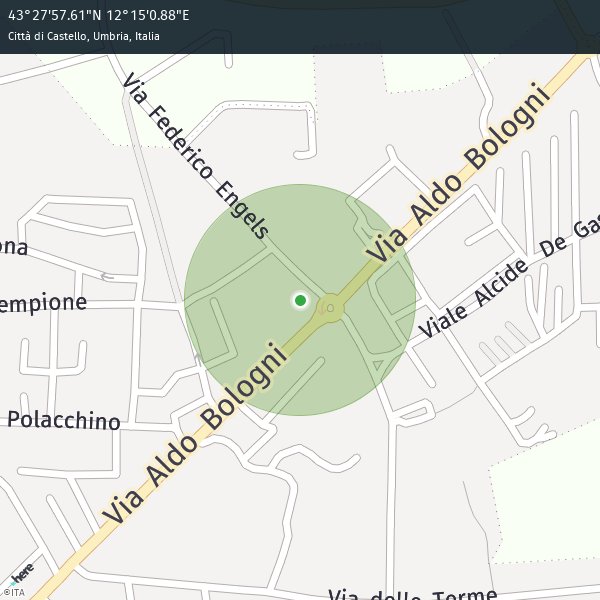 43°27'57.61"N 12°15'0.88"E
Città di Castello, Umbria, Italia
Via Federico Engels
Via Aldo Bologni
ona
Viale Alcide De Gas
empione
Polacchino
Via Aldo Bologni
here
©ITA
Via delle Terme